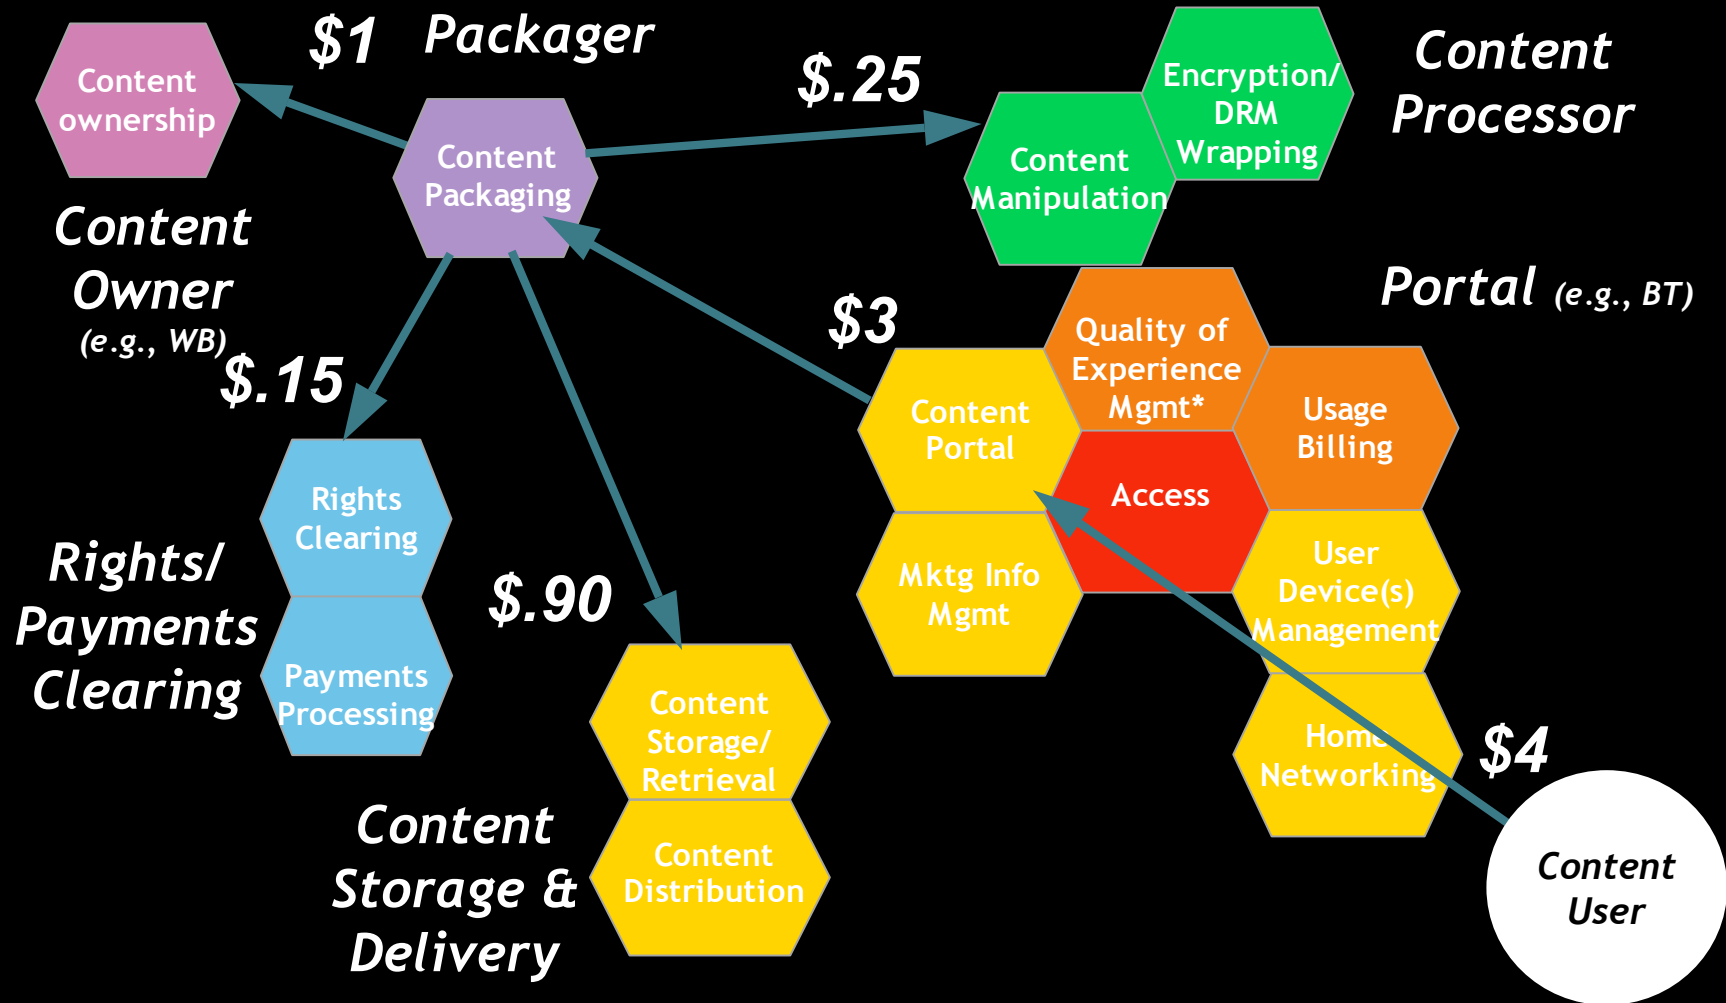 $1
Packager
Content
ownership
$.25
Content
Packaging
Encryption/
DRM
Wrapping
Content
Processor
Content
Manipulation
Content
Owner
(e.g., WB)
$.15
$3
Portal (e.g., BT)
Quality of
Experience
Mgmt*
Content
Portal
Usage
Billing
Access
Rights
Clearing
Rights/
Payments
Clearing
$.90
Mktg Info
Mgmt
User
Device(s)
Management
Payments
Processing
Content
Storage/
Retrieval
Home
Networking
$4
Content
Storage &
Delivery
Content
Distribution
Content
User